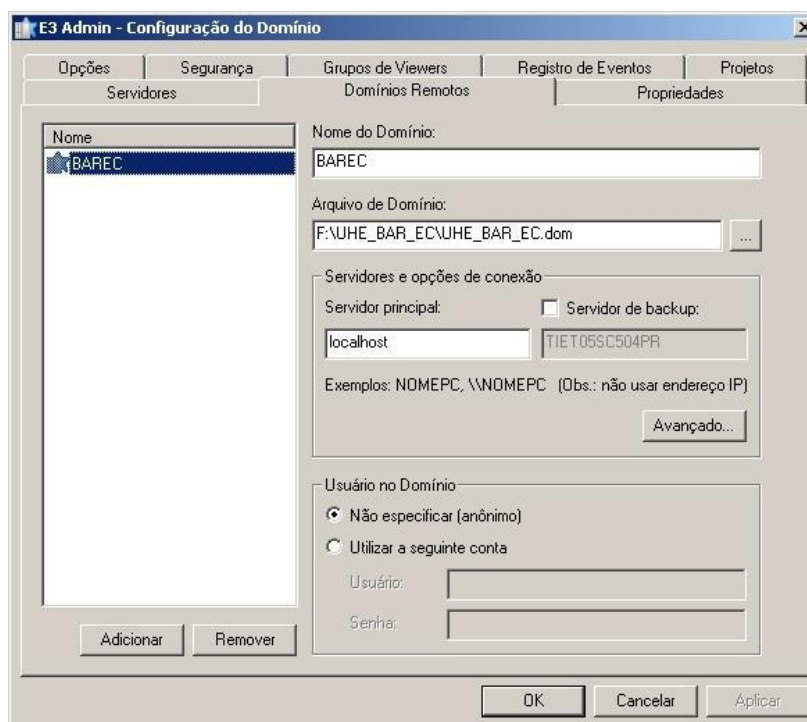 E3 Admin - Configuração do Domínio
Opções Segurança Grupos de Viewers Registro de Eventos Projetos
Servidores Domínios Remotos Propriedades
Nome
BAREC
Adicionar Remover
Nome do Domínio:
BAREC
Arquivo de Domínio:
F:\UHE_BAR_EC\UHE_BAR_EC.dom ...
Servidores e opções de conexão
Servidor principal: Servidor de backup:
localhost TIET05SC504PR
Exemplos: NOMEPC, \\NOMEPC (Obs.: não usar endereço IP)
Avançado...
Usuário no Domínio
Não especificar (anônimo)
Utilizar a seguinte conta
Usuário:
Senha:
OK Cancelar Aplicar